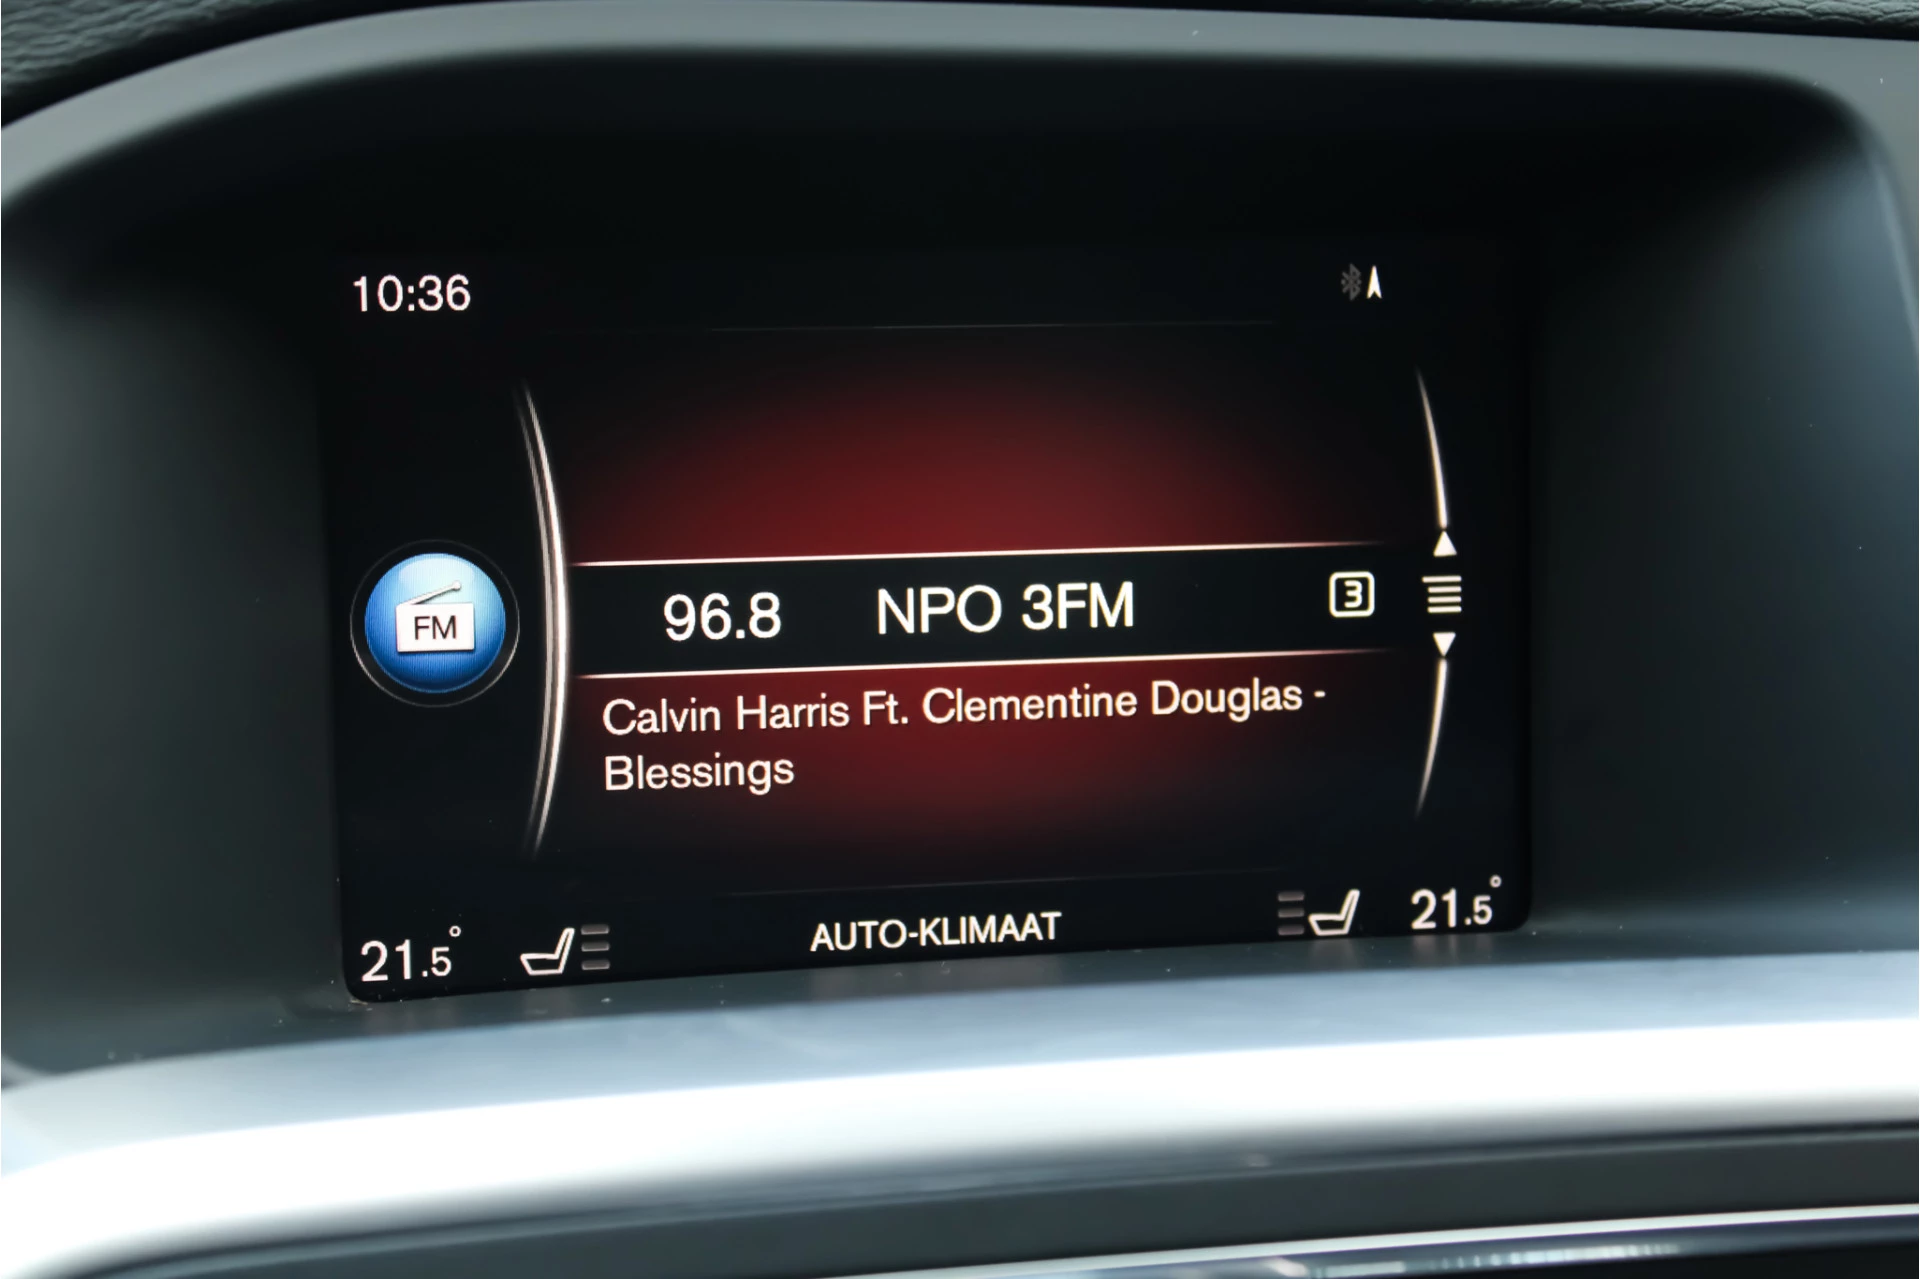 10:36
FM
96.8 NPO 3FM 3
Calvin Harris Ft. Clementine Douglas -
Blessings
21.5° AUTO-KLIMAAT 21.5°